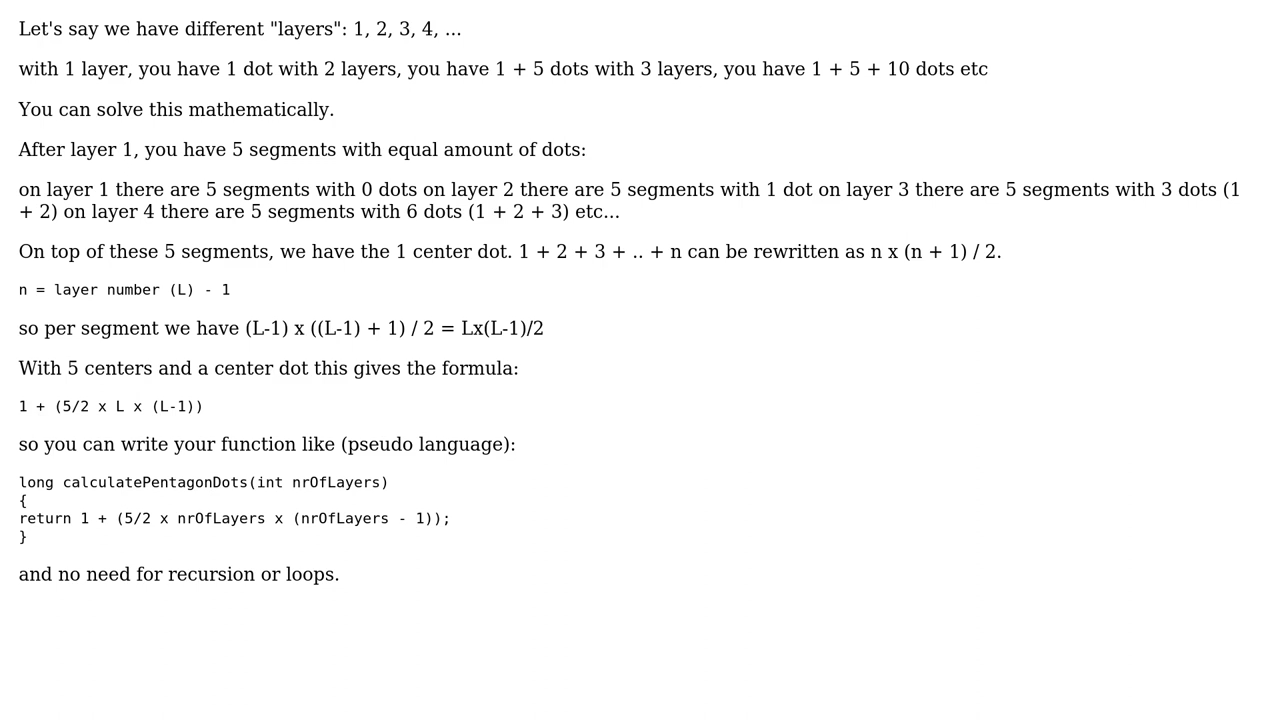 Let's say we have different "layers": 1, 2, 3, 4, ...
with 1 layer, you have 1 dot with 2 layers, you have 1 + 5 dots with 3 layers, you have 1 + 5 + 10 dots etc
You can solve this mathematically.
After layer 1, you have 5 segments with equal amount of dots:
on layer 1 there are 5 segments with 0 dots on layer 2 there are 5 segments with 1 dot on layer 3 there are 5 segments with 3 dots (1
+ 2) on layer 4 there are 5 segments with 6 dots (1 + 2 + 3) etc...
On top of these 5 segments, we have the 1 center dot. 1 + 2 + 3 + .. + n can be rewritten as n x (n + 1) / 2.
n = layer number (L) - 1
so per segment we have (L-1) x ((L-1) + 1) / 2 = Lx(L-1)/2
With 5 centers and a center dot this gives the formula:
1 + (5/2 x L x (L-1))
so you can write your function like (pseudo language):
long calculatePentagonDots(int nrOfLayers)
{
return 1 + (5/2 x nrOfLayers x (nrOfLayers - 1));
}
and no need for recursion or loops.